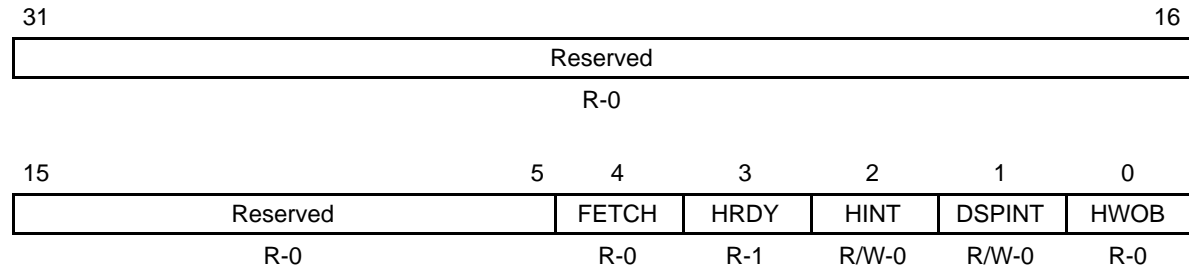 31 16
Reserved
R-0
15 5 4 3 2 1 0
Reserved FETCH HRDY HINT DSPINT HWOB
R-0 R-0 R-1 R/W-0 R/W-0 R-0